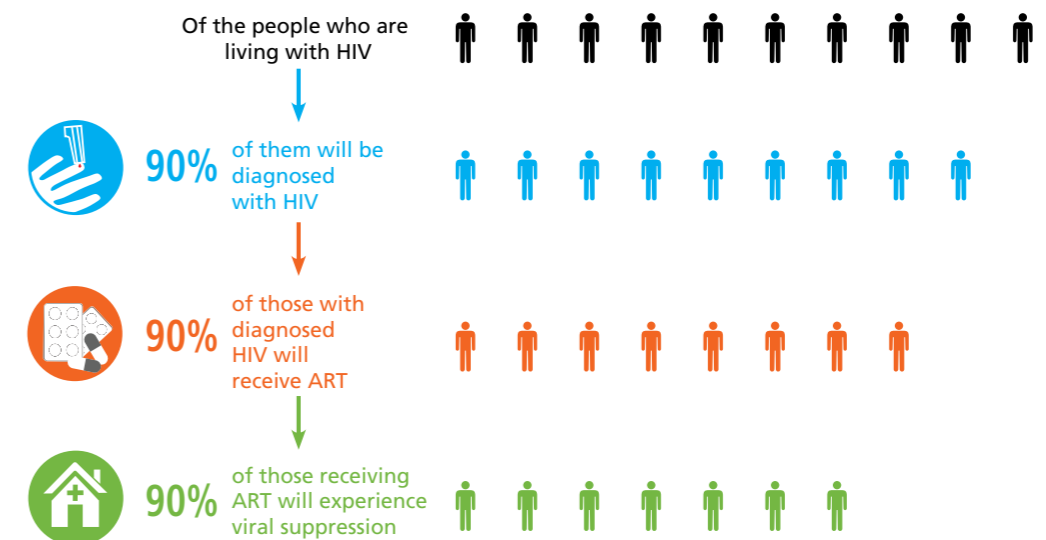 Of the people who are
living with HIV
90%
of them will be
diagnosed
with HIV
90%
of those with
diagnosed
HIV will
receive ART
90%
of those receiving
ART will experience
viral suppression